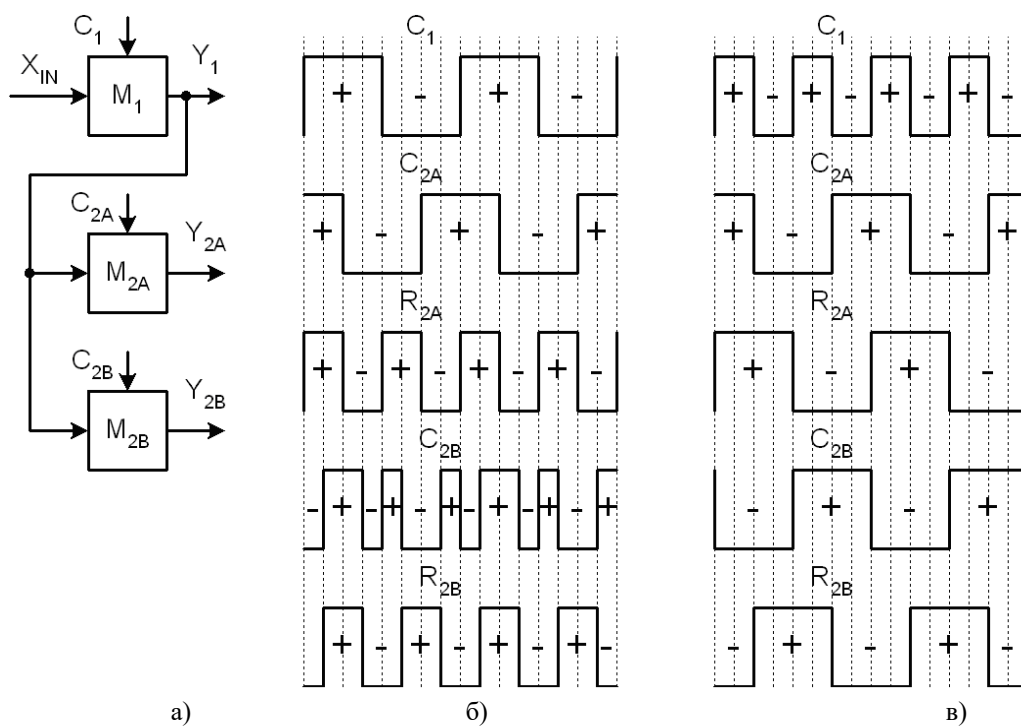 C1
XIN
Y1
M1
C2A
Y2A
M2A
C2B
Y2B
M2B
а)
C1
+ - + -
C2A
+ - + - +
R2A
+ - + - + - + -
C2B
- + - + - + - + - + - +
R2B
- + - + - + - + -
б)
C1
+ - + - + - + -
C2A
+ - + - +
R2A
+ - + -
C2B
- + - +
R2B
- + - + -
в)